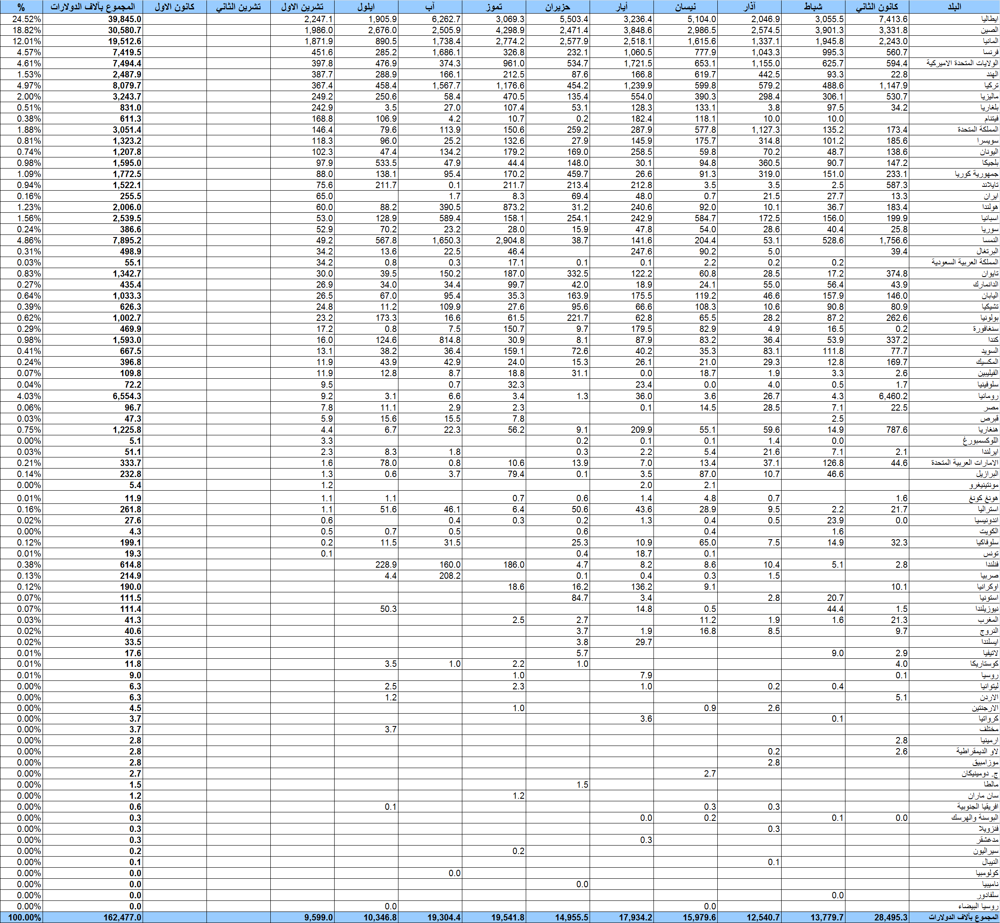 البلد كانون الثاني شباط آذار نيسان أيار حزيران تموز آب ايلول تشرين الاول تشرين الثاني كانون الاول المجموع بآلاف الدولارات %
ايطاليا 7,413.6 3,055.5 2,046.9 5,104.0 3,236.4 5,503.4 3,069.3 6,262.7 1,905.9 2,247.1 39,845.0 24.52%
الصين 3,331.8 3,901.3 2,574.5 2,986.5 3,848.6 2,471.4 4,298.9 2,505.9 2,676.0 1,986.0 30,580.7 18.82%
المانيا 2,243.0 1,945.8 1,337.1 1,615.6 2,518.1 2,577.9 2,774.2 1,738.4 890.5 1,871.9 19,512.6 12.01%
فرنسا 560.7 995.3 1,043.3 777.9 1,060.5 232.1 326.8 1,686.1 285.2 451.6 7,419.5 4.57%
الولايات المتحدة الاميركية 594.4 625.7 1,155.0 653.1 1,721.5 534.7 961.0 374.3 476.9 397.8 7,494.4 4.61%
الهند 22.8 93.3 442.5 619.7 166.8 87.6 212.5 166.1 288.9 387.7 2,487.9 1.53%
تركيا 1,147.9 488.6 579.2 599.8 1,239.9 454.2 1,176.6 1,567.7 458.4 367.4 8,079.7 4.97%
ماليزيا 530.7 306.1 298.4 390.3 554.0 135.4 470.5 58.4 250.6 249.2 3,243.7 2.00%
بلغاريا 34.2 97.5 3.8 133.1 128.3 53.1 107.4 27.0 3.5 242.9 831.0 0.51%
فيتنام 10.0 10.0 118.1 182.4 0.2 10.7 4.2 106.9 168.8 611.3 0.38%
المملكة المتحدة 173.4 135.2 1,127.3 577.8 287.9 259.2 150.6 113.9 79.6 146.4 3,051.4 1.88%
سويسرا 185.6 101.2 314.8 175.7 145.9 27.9 132.6 25.2 96.0 118.3 1,323.2 0.81%
اليونان 138.6 48.7 70.2 59.8 258.5 169.0 179.2 134.2 47.4 102.3 1,207.8 0.74%
بلجيكا 147.2 90.7 360.5 94.8 30.1 148.0 44.4 47.9 533.5 97.9 1,595.0 0.98%
جمهورية كوريا 233.1 151.0 319.0 91.3 26.6 459.7 170.2 95.4 138.1 88.0 1,772.5 1.09%
تايلاند 587.3 2.5 3.5 3.5 212.8 213.4 211.7 0.1 211.7 75.6 1,522.1 0.94%
ايران 13.3 27.7 21.5 0.7 48.0 69.4 8.3 1.7 65.0 255.5 0.16%
هولندا 183.4 36.7 10.1 92.0 240.6 31.2 873.2 390.5 88.2 60.0 2,006.0 1.23%
اسبانيا 199.9 156.0 172.5 584.7 242.9 254.1 158.1 589.4 128.9 53.0 2,539.5 1.56%
سوريا 25.8 40.4 28.6 54.0 47.8 15.9 28.0 23.2 70.2 52.9 386.6 0.24%
النمسا 1,756.6 528.6 53.1 204.4 141.6 38.7 2,904.8 1,650.3 567.8 49.2 7,895.2 4.86%
البرتغال 39.4 5.0 90.2 247.6 46.4 22.5 13.6 34.2 498.9 0.31%
المملكة العربية السعودية 0.2 0.2 2.2 0.1 0.1 17.1 0.3 0.8 34.2 55.1 0.03%
تايوان 374.8 17.2 28.5 60.8 122.2 332.5 187.0 150.2 39.5 30.0 1,342.7 0.83%
الدانمارك 43.9 56.4 55.0 24.1 18.9 42.0 99.7 34.4 34.0 26.9 435.4 0.27%
اليابان 146.0 157.9 46.6 119.2 175.5 163.9 35.3 95.4 67.0 26.5 1,033.3 0.64%
تشيكيا 80.9 90.8 10.6 108.3 66.6 95.6 27.6 109.9 11.2 24.8 626.3 0.39%
بولونيا 262.6 87.2 28.2 65.5 62.8 221.7 61.5 16.6 173.3 23.2 1,002.7 0.62%
سنغافورة 0.2 16.5 4.9 82.9 179.5 9.7 150.7 7.5 0.8 17.2 469.9 0.29%
كندا 337.2 53.9 36.4 83.2 87.9 8.1 30.9 814.8 124.6 16.0 1,593.0 0.98%
السويد 77.7 111.8 83.1 35.3 40.2 72.6 159.1 36.4 38.2 13.1 667.5 0.41%
المكسيك 169.7 12.8 29.3 21.0 26.1 15.3 24.0 42.9 43.9 11.9 396.8 0.24%
الفيليبين 2.6 3.3 1.9 18.7 0.0 31.1 18.8 8.7 12.8 11.9 109.8 0.07%
سلوفينيا 1.7 0.5 4.0 0.0 23.4 32.3 0.7 9.5 72.2 0.04%
رومانيا 6,460.2 4.3 26.7 3.6 36.0 1.3 3.4 6.6 3.1 9.2 6,554.3 4.03%
مصر 22.5 7.1 28.5 14.5 0.1 2.3 2.9 11.1 7.8 96.7 0.06%
قبرص 2.5 7.8 15.5 15.6 5.9 47.3 0.03%
هنغاريا 787.6 14.9 59.6 55.1 209.9 9.1 56.2 22.3 6.7 4.4 1,225.8 0.75%
اللوكسمبورغ 0.0 1.4 0.1 0.1 0.2 3.3 5.1 0.00%
ايرلندا 2.1 7.1 21.6 5.4 2.2 0.3 1.8 8.3 2.3 51.1 0.03%
الامارات العربية المتحدة 44.6 126.8 37.1 13.4 7.0 13.9 10.6 0.8 78.0 1.6 333.7 0.21%
البرازيل 46.6 10.7 87.0 3.5 0.1 79.4 3.7 0.6 1.3 232.8 0.14%
مونتينيغرو 2.1 2.0 1.2 5.4 0.00%
هونغ كونغ 1.6 0.7 4.8 1.4 0.6 0.7 1.1 1.1 11.9 0.01%
استراليا 21.7 2.2 9.5 28.9 43.6 50.6 6.4 46.1 51.6 1.1 261.8 0.16%
اندونيسيا 0.0 23.9 0.5 0.4 1.3 0.2 0.3 0.4 0.6 27.6 0.02%
الكويت 1.6 0.4 0.6 0.5 0.7 0.5 4.3 0.00%
سلوفاكيا 32.3 14.9 7.5 65.0 10.9 25.3 31.5 11.5 0.2 199.1 0.12%
تونس 0.1 18.7 0.4 0.1 19.3 0.01%
فنلندا 2.8 5.1 10.4 8.6 8.2 4.7 186.0 160.0 228.9 614.8 0.38%
صربيا 1.5 0.3 0.4 0.1 208.2 4.4 214.9 0.13%
اوكرانيا 10.1 9.1 136.2 16.2 18.6 190.0 0.12%
استونيا 20.7 2.8 3.4 84.7 111.5 0.07%
نيوزيلندا 1.5 44.4 0.5 14.8 50.3 111.4 0.07%
المغرب 21.3 1.6 1.9 11.2 2.7 2.5 41.3 0.03%
النروج 9.7 8.5 16.8 1.9 3.7 40.6 0.02%
ايسلندا 29.7 3.8 33.5 0.02%
لاتيفيا 2.9 9.0 5.7 17.6 0.01%
كوستاريكا 4.0 1.0 2.2 1.0 3.5 11.8 0.01%
روسيا 0.1 7.9 1.0 9.0 0.01%
ليتوانيا 0.4 0.2 1.0 2.3 2.5 6.3 0.00%
الاردن 5.1 1.2 6.3 0.00%
الارجنتين 2.6 0.9 1.0 4.5 0.00%
كرواتيا 0.1 3.6 3.7 0.00%
مختلف 3.7 3.7 0.00%
ارمينيا 2.8 2.8 0.00%
لاو الديمقراطية 2.6 0.2 2.8 0.00%
موزامبيق 2.8 2.8 0.00%
ج. دومينيكان 2.7 2.7 0.00%
مالطا 1.5 1.5 0.00%
سان ماران 1.2 1.2 0.00%
افريقيا الجنوبية 0.3 0.3 0.1 0.6 0.00%
البوسنة والهرسك 0.0 0.1 0.2 0.0 0.3 0.00%
فنزويلا 0.3 0.3 0.00%
مدغشقر 0.3 0.3 0.00%
سيراليون 0.2 0.2 0.00%
النيبال 0.1 0.1 0.00%
كولومبيا 0.0 0.0 0.00%
ناميبيا 0.0 0.0 0.00%
سلفادور 0.0 0.0 0.00%
روسيا البيضاء 0.0 0.0 0.0 0.00%
المجموع بآلاف الدولارات 28,495.3 13,779.7 12,540.7 15,979.6 17,934.2 14,955.5 19,541.8 19,304.4 10,346.8 9,599.0 162,477.0 100.00%